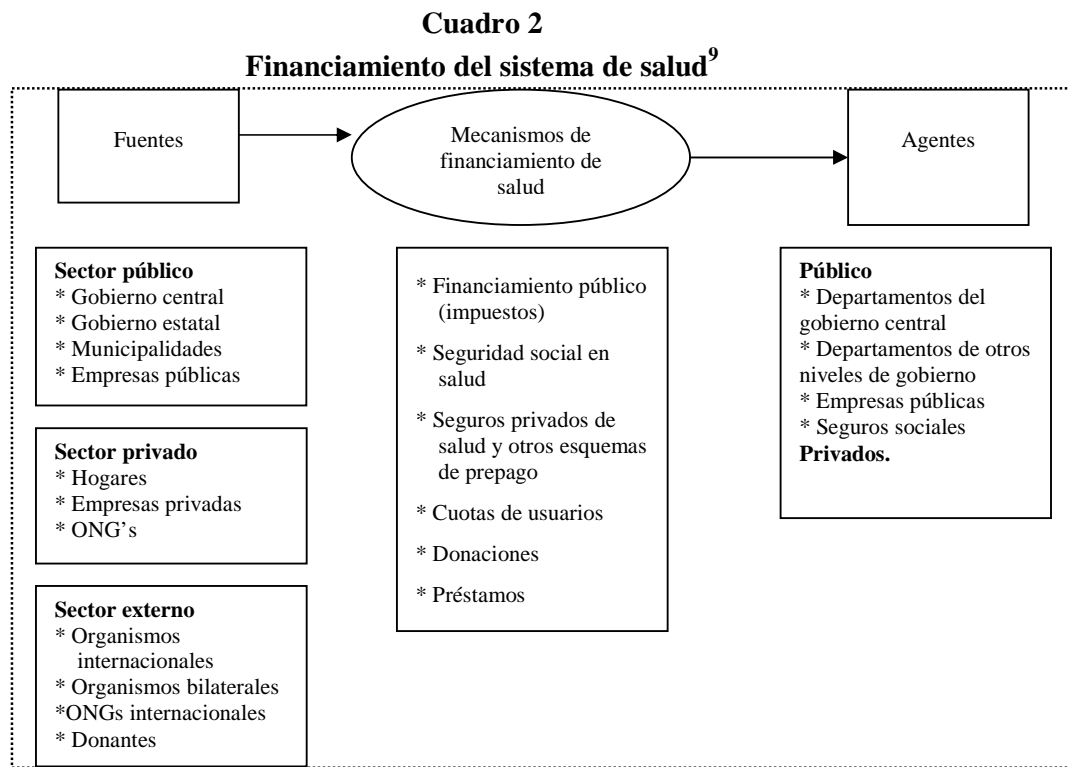 Cuadro 2
Financiamiento del sistema de salud⁹
Fuentes
Mecanismos de
financiamiento de
salud
Agentes
Sector público
* Gobierno central
* Gobierno estatal
* Municipalidades
* Empresas públicas
Sector privado
* Hogares
* Empresas privadas
* ONG’s
Sector externo
* Organismos
internacionales
* Organismos bilaterales
*ONGs internacionales
* Donantes
* Financiamiento público
(impuestos)
* Seguridad social en
salud
* Seguros privados de
salud y otros esquemas
de prepago
* Cuotas de usuarios
* Donaciones
* Préstamos
Público
* Departamentos del
gobierno central
* Departamentos de otros
niveles de gobierno
* Empresas públicas
* Seguros sociales
Privados.